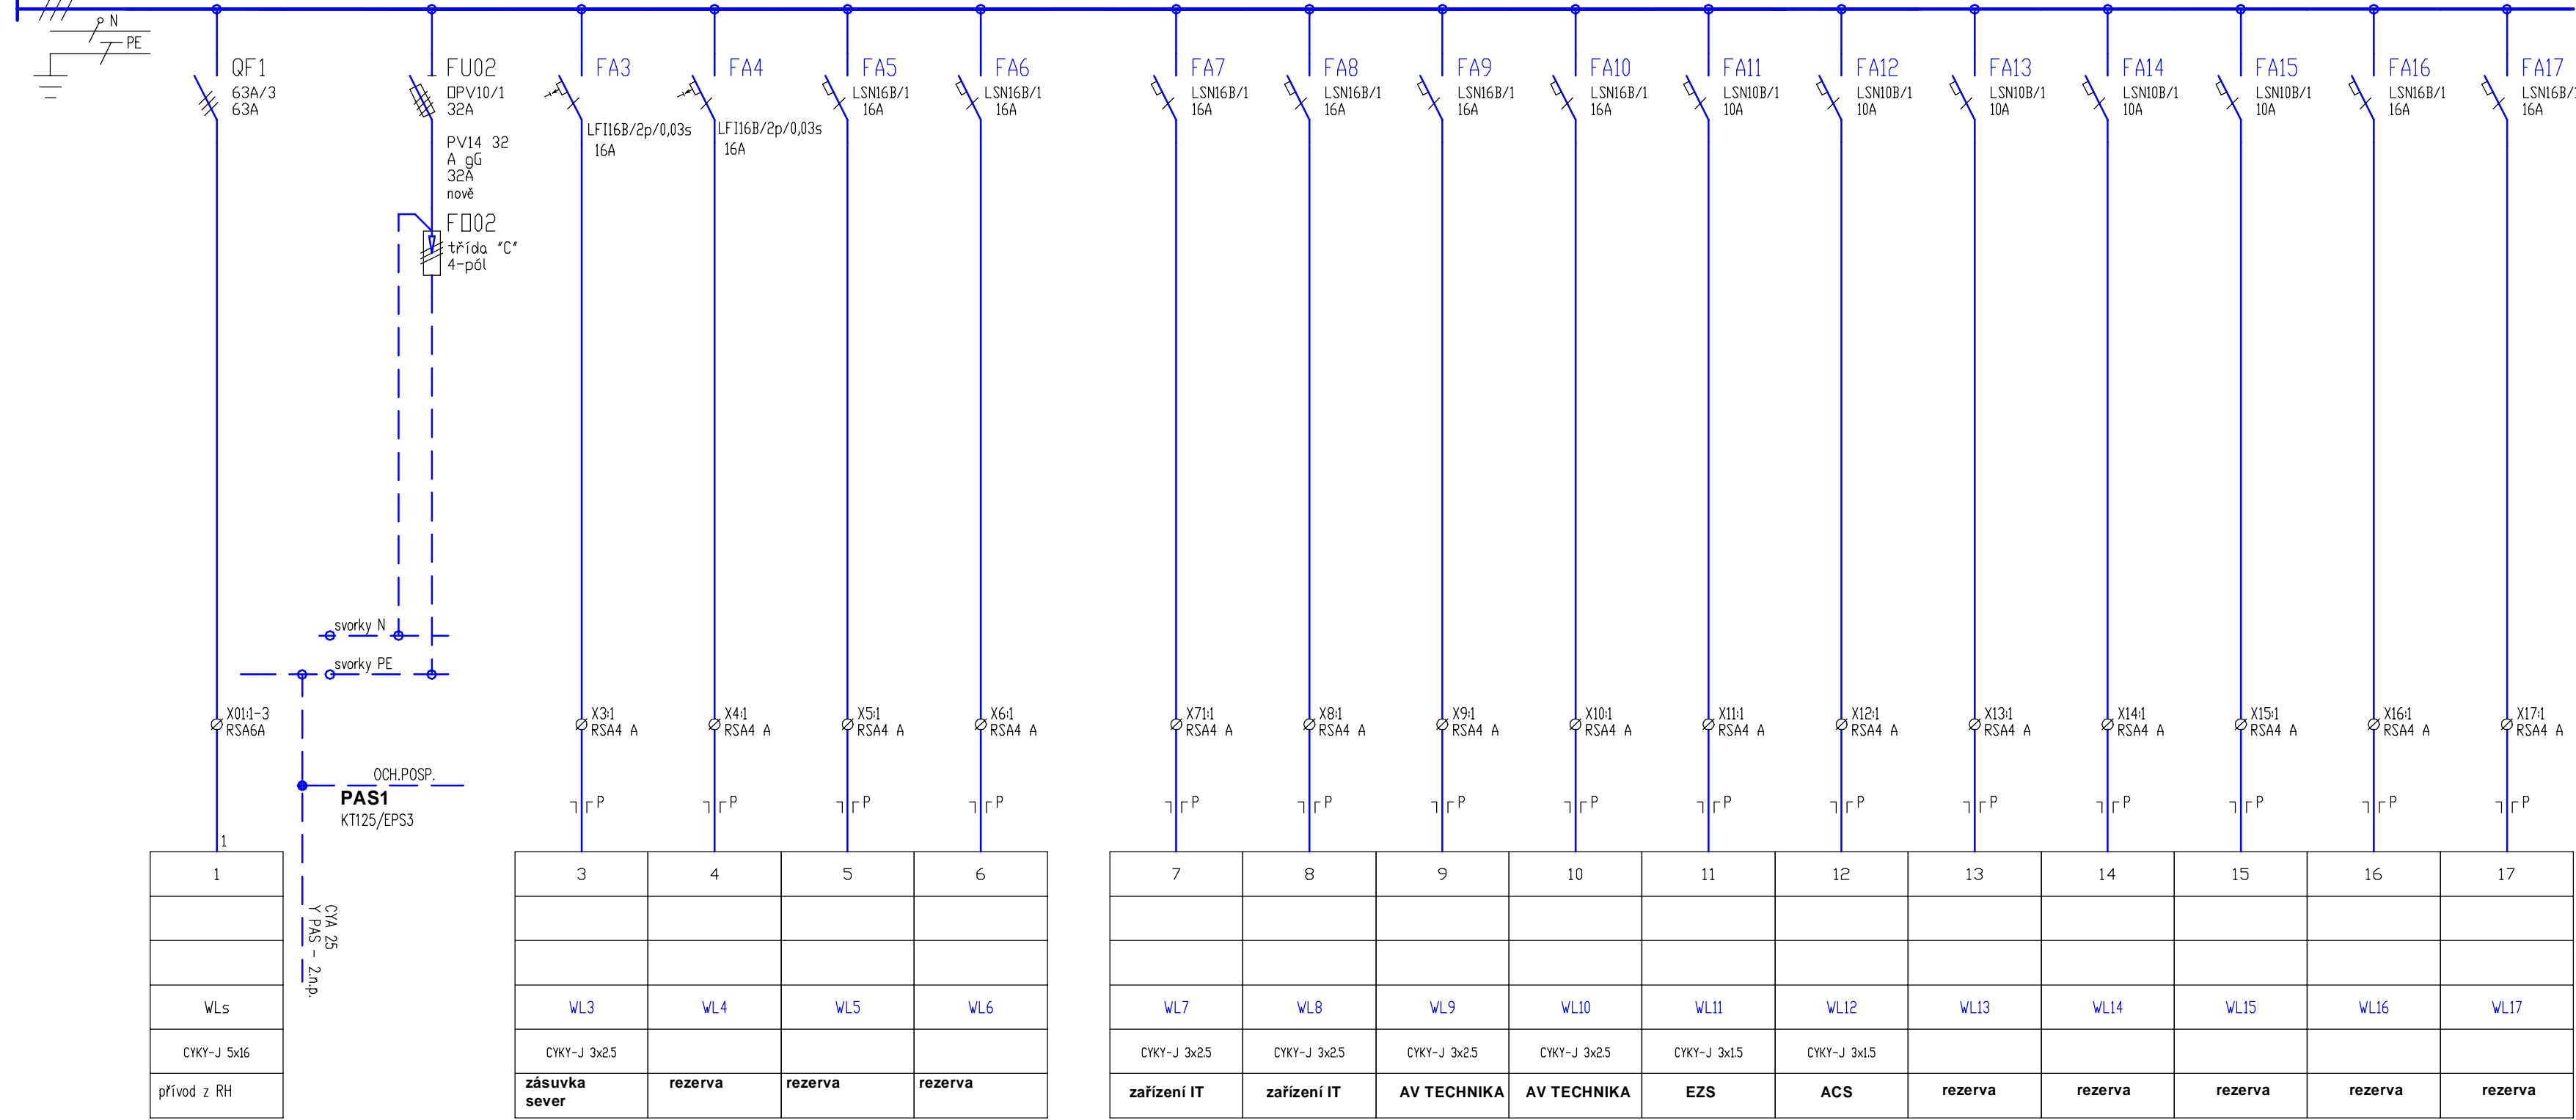 N
PE
QF1
63A/3
63A
FU02
OPV10/1
32A
PV14 32
A gG
32A
nově
třída "C"
4-pól
FA3
LFI16B/2p/0,03s
16A
FA4
LFI16B/2p/0,03s
16A
FA5
LSN16B/1
16A
FA6
LSN16B/1
16A
FA7
LSN16B/1
16A
FA8
LSN16B/1
16A
FA9
LSN16B/1
16A
FA10
LSN16B/1
16A
FA11
LSN10B/1
10A
FA12
LSN10B/1
10A
FA13
LSN10B/1
10A
FA14
LSN10B/1
10A
FA15
LSN10B/1
10A
FA16
LSN16B/1
16A
FA17
16A
svorky N
svorky PE
X01:1-3
RSA6A
X3:1
RSA4 A
X4:1
RSA4 A
X5:1
RSA4 A
X6:1
RSA4 A
X71:1
RSA4 A
X8:1
RSA4 A
X9:1
RSA4 A
X10:1
RSA4 A
X11:1
RSA4 A
X12:1
RSA4 A
X13:1
RSA4 A
X14:1
RSA4 A
X15:1
RSA4 A
X16:1
RSA4 A
X17:1
RSA4 A
OCH.POSP.
PAS1
KT125/EPS3
P P P P P P P P P P P P P P P
1
CYA 25
Y PAS - 2.n.p.
1 3 4 5 6 7 8 9 10 11 12 13 14 15 16 17
WLs WL3 WL4 WL5 WL6 WL7 WL8 WL9 WL10 WL11 WL12 WL13 WL14 WL15 WL16 WL17
CYKY-J 5x16 CYKY-J 3x2.5 CYKY-J 3x2.5 CYKY-J 3x2.5 CYKY-J 3x2.5 CYKY-J 3x2.5 CYKY-J 3x1.5 CYKY-J 3x1.5
přívod z RH
zásuvka
sever
rezerva rezerva rezerva zařízení IT zařízení IT AV TECHNIKA AV TECHNIKA EZS ACS rezerva rezerva rezerva rezerva rezerva